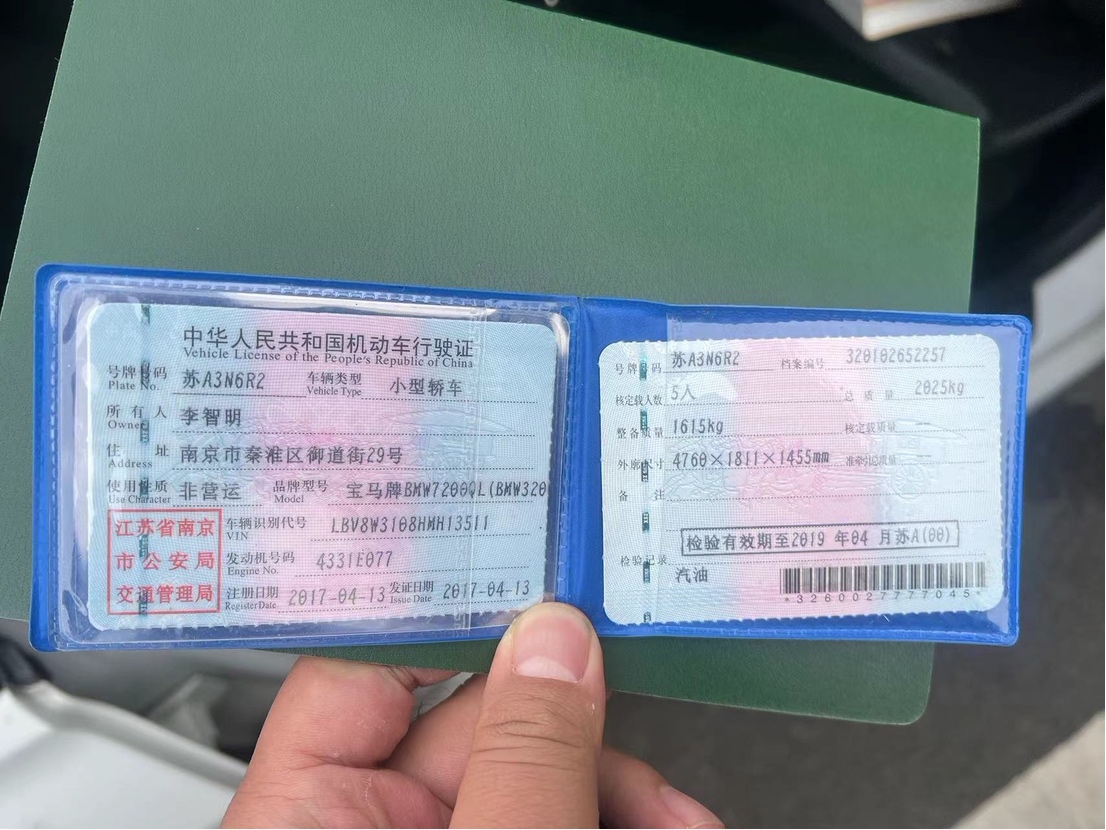 中华人民共和国机动车行驶证
Vehicle License of the People's Republic of China
号牌号码 苏A3N6R2 车辆类型 小型轿车
Plate No. Vehicle Type
所有人 李智明
Owner
住址 南京市秦淮区御道街29号
Address
使用性质 非营运 品牌型号 宝马牌BMW7200QL(BMW320
Use Character Model
江苏省南京
市公安局
交通管理局
车辆识别代号 LBV8W3108HMH13511
VIN
发动机号码 4331E077
Engine No.
注册日期 2017-04-13 发证日期 2017-04-13
Register Date Issue Date
号牌号码 苏A3N6R2 档案编号 320102652257
核定载人数 5人 总质量 2025kg
整备质量 1615kg 核定载质量 --
外廓尺寸 4760×1811×1455mm 准牵引总质量 --
备注
检验有效期至2019 年04 月苏A(00)
检验记录
汽油
*3260027777045*